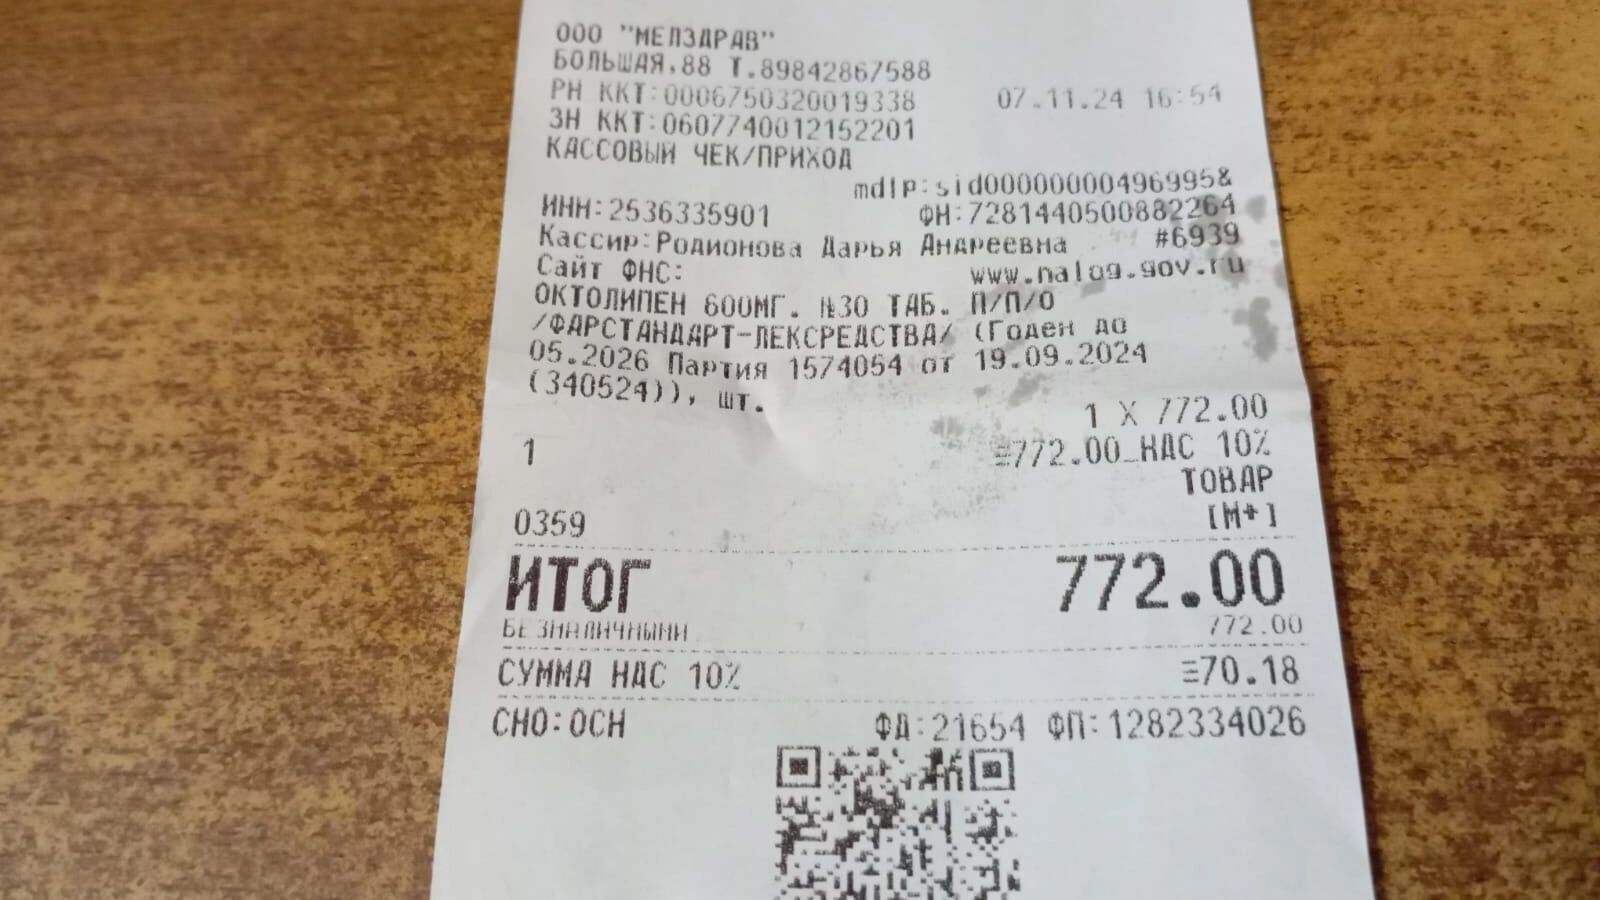 ООО "МЕЛЗДРАВ"
БОЛЬШАЯ,88 Т.89842867588
РН ККТ:0006750320019338 07.11.24 16:54
ЗН ККТ:0607740012152201
КАССОВЫЙ ЧЕК/ПРИХОД
mdlp:sid00000000496995&
ИНН:2536335901 ФН:7281440500882264
Кассир:Родионова Дарья Андреевна #6939
Сайт ФНС: www.nalog.gov.ru
ОКТОЛИПЕН 600МГ. №30 ТАБ. П/П/О
/ФАРСТАНДАРТ-ЛЕКСРЕДСТВА/ (Годен до
05.2026 Партия 1574054 от 19.09.2024
(340524)), шт.
1 X 772.00
1 ≡772.00_НДС 10%
ТОВАР
0359 [М+]
ИТОГ 772.00
БЕЗНАЛИЧНЫМИ 772.00
СУММА НДС 10% ≡70.18
СНО:ОСН ФД:21654 ФП:1282334026